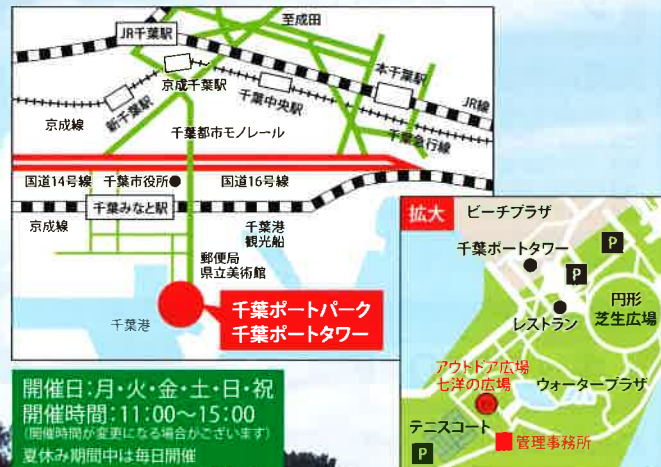 至成田
JR千葉駅
本千葉駅
京成千葉駅
千葉中央駅
JR線
新千葉駅
京成線
千葉都市モノレール
千葉急行線
国道14号線
千葉市役所
国道16号線
千葉みなと駅
京成線
千葉港
観光船
郵便局
県立美術館
千葉ポートパーク
千葉ポートタワー
千葉港
拡大
ビーチプラザ
千葉ポートタワー
P
P
円形
芝生広場
レストラン
アウトドア広場
七洋の広場
ウォータープラザ
テニスコート
管理事務所
P
開催日:月・火・金・土・日・祝
開催時間:11:00〜15:00
(開催時間が変更になる場合がございます)
夏休み期間中は毎日開催